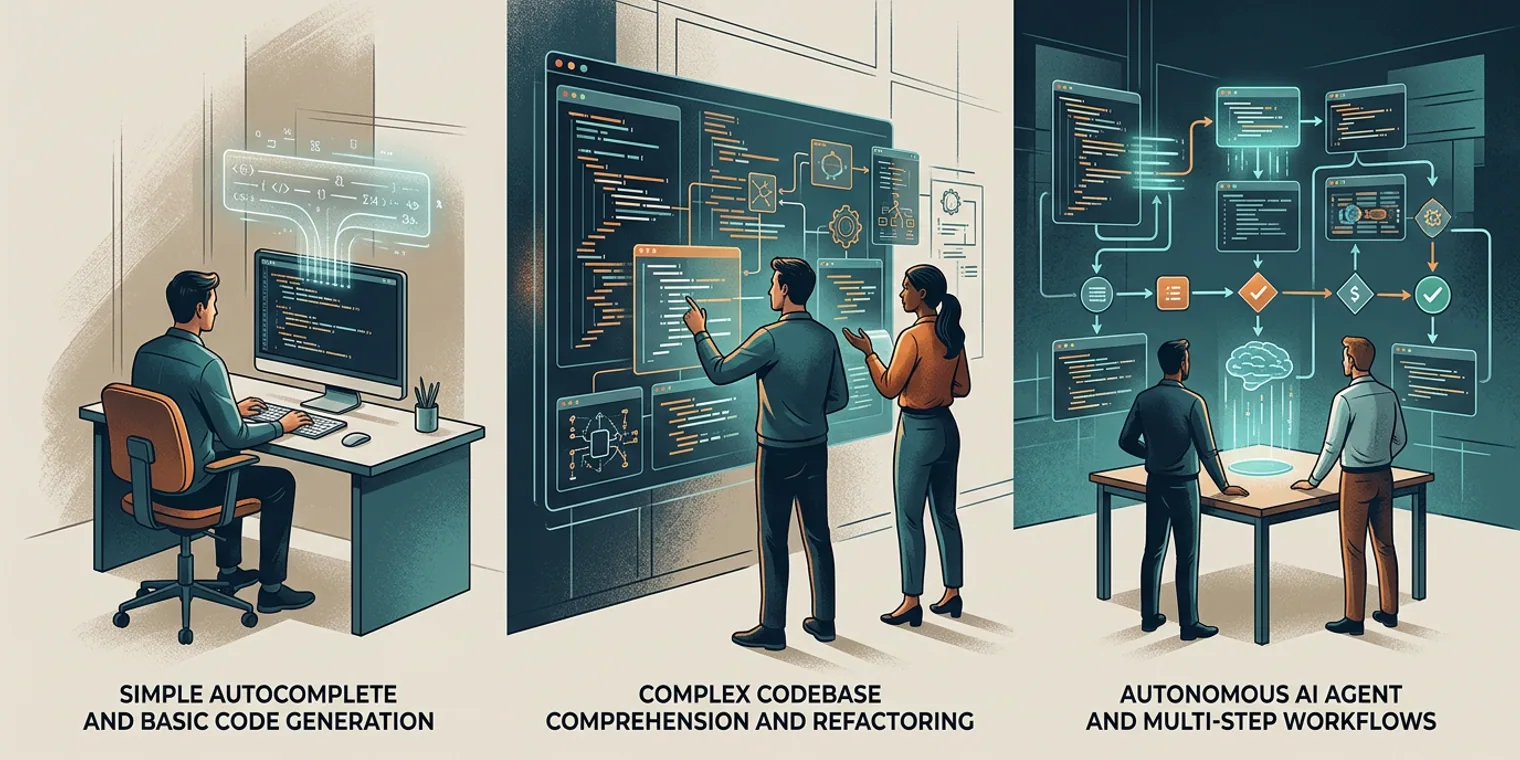 SIMPLE AUTOCOMPLETE
AND BASIC CODE GENERATION
COMPLEX CODEBASE
COMPREHENSION AND REFACTORING
AUTONOMOUS AI AGENT
AND MULTI-STEP WORKFLOWS
$